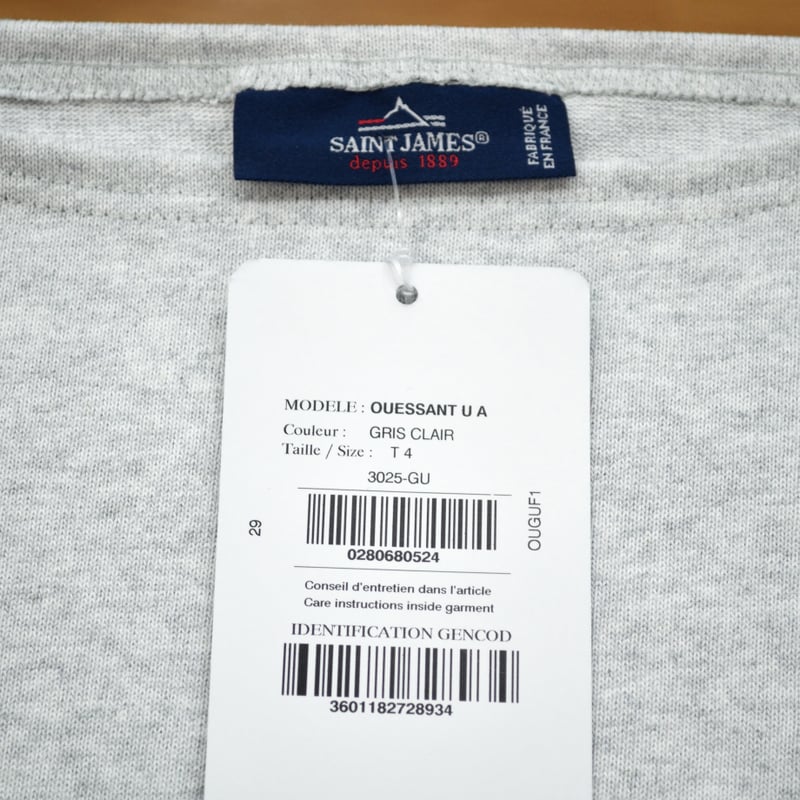 SAINT JAMES®
depuis 1889
FABRIQUÉ
EN FRANCE
MODELE : OUESSANT U A
Couleur : GRIS CLAIR
Taille / Size : T 4
3025-GU
29
OUGUF1
0280680524
Conseil d'entretien dans l'article
Care instructions inside garment
IDENTIFICATION GENCOD
3601182728934